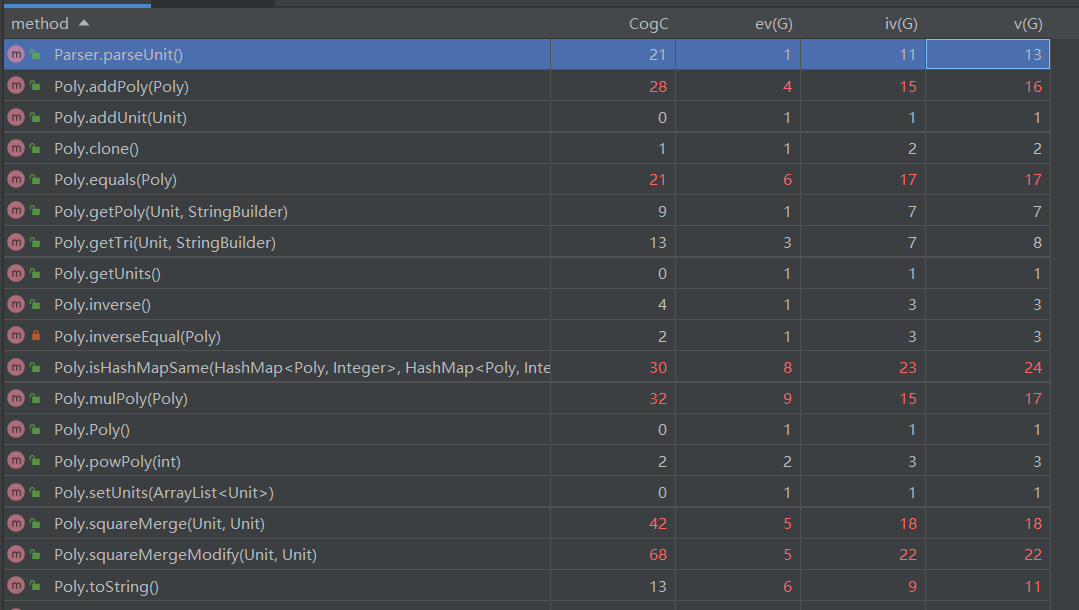 method CogC ev(G) iv(G) v(G)
m Parser.parseUnit() 21 1 11 13
m Poly.addPoly(Poly) 28 4 15 16
m Poly.addUnit(Unit) 0 1 1 1
m Poly.clone() 1 1 2 2
m Poly.equals(Poly) 21 6 17 17
m Poly.getPoly(Unit, StringBuilder) 9 1 7 7
m Poly.getTri(Unit, StringBuilder) 13 3 7 8
m Poly.getUnits() 0 1 1 1
m Poly.inverse() 4 1 3 3
m Poly.inverseEqual(Poly) 2 1 3 3
m Poly.isHashMapSame(HashMap<Poly, Integer>, HashMap<Poly, Inte 30 8 23 24
m Poly.mulPoly(Poly) 32 9 15 17
m Poly.Poly() 0 1 1 1
m Poly.powPoly(int) 2 2 3 3
m Poly.setUnits(ArrayList<Unit>) 0 1 1 1
m Poly.squareMerge(Unit, Unit) 42 5 18 18
m Poly.squareMergeModify(Unit, Unit) 68 5 22 22
m Poly.toString() 13 6 9 11